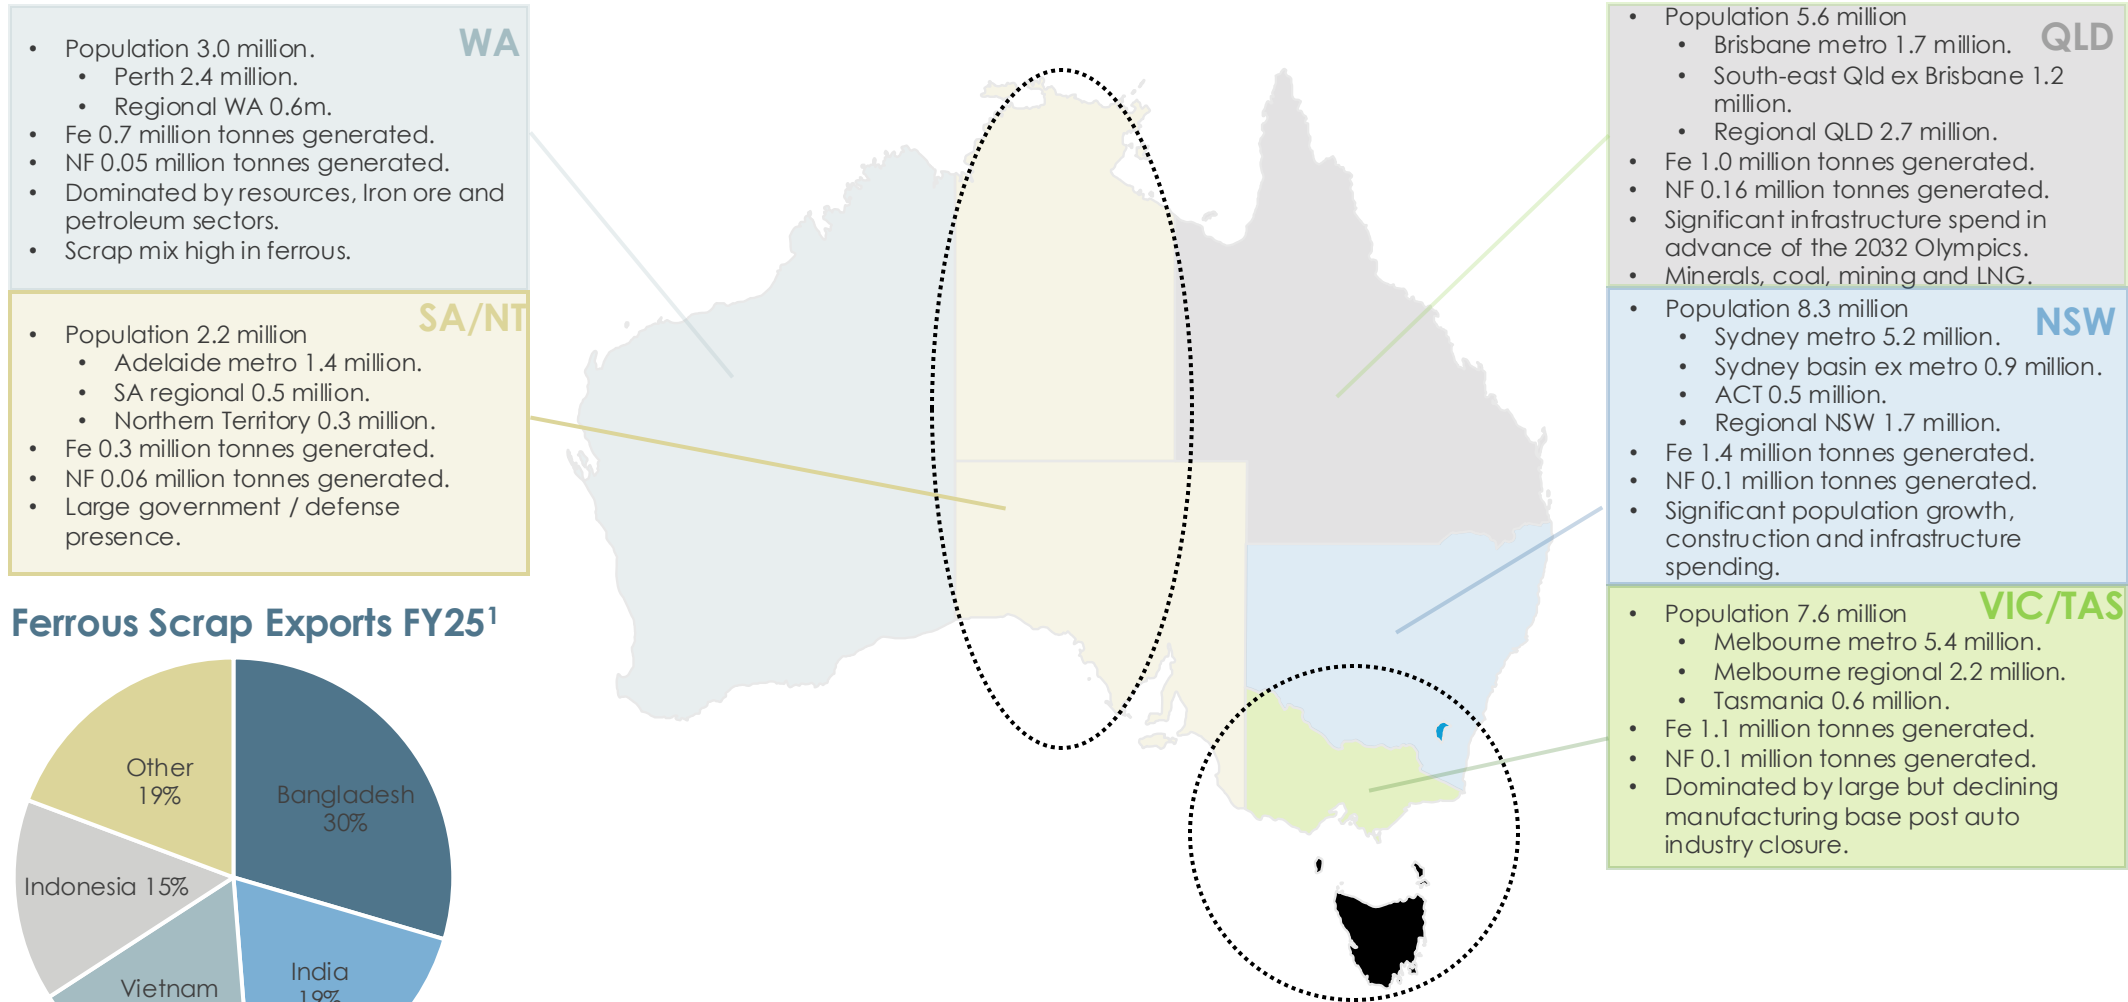 WA
• Population 3.0 million.
• Perth 2.4 million.
• Regional WA 0.6m.
• Fe 0.7 million tonnes generated.
• NF 0.05 million tonnes generated.
• Dominated by resources, Iron ore and
petroleum sectors.
• Scrap mix high in ferrous.
SA/NT
• Population 2.2 million
• Adelaide metro 1.4 million.
• SA regional 0.5 million.
• Northern Territory 0.3 million.
• Fe 0.3 million tonnes generated.
• NF 0.06 million tonnes generated.
• Large government / defense
presence.
Ferrous Scrap Exports FY25¹
Other
19%
Bangladesh
30%
Indonesia 15%
Vietnam
India
19%
QLD
• Population 5.6 million
• Brisbane metro 1.7 million.
• South-east Qld ex Brisbane 1.2
million.
• Regional QLD 2.7 million.
• Fe 1.0 million tonnes generated.
• NF 0.16 million tonnes generated.
• Significant infrastructure spend in
advance of the 2032 Olympics.
• Minerals, coal, mining and LNG.
NSW
• Population 8.3 million
• Sydney metro 5.2 million.
• Sydney basin ex metro 0.9 million.
• ACT 0.5 million.
• Regional NSW 1.7 million.
• Fe 1.4 million tonnes generated.
• NF 0.1 million tonnes generated.
• Significant population growth,
construction and infrastructure
spending.
VIC/TAS
• Population 7.6 million
• Melbourne metro 5.4 million.
• Melbourne regional 2.2 million.
• Tasmania 0.6 million.
• Fe 1.1 million tonnes generated.
• NF 0.1 million tonnes generated.
• Dominated by large but declining
manufacturing base post auto
industry closure.